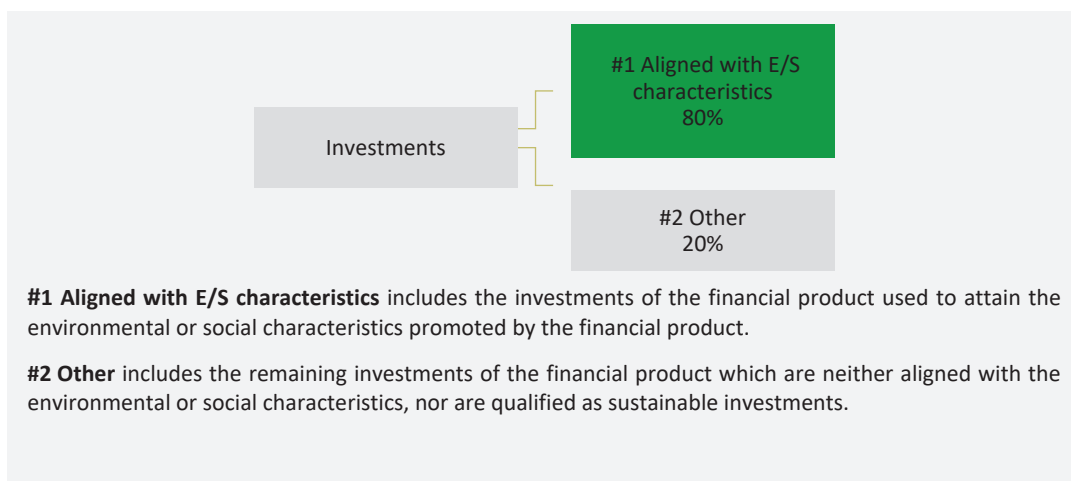 #1 Aligned with E/S
characteristics
80%
Investments
#2 Other
20%
#1 Aligned with E/S characteristics includes the investments of the financial product used to attain the
environmental or social characteristics promoted by the financial product.
#2 Other includes the remaining investments of the financial product which are neither aligned with the
environmental or social characteristics, nor are qualified as sustainable investments.